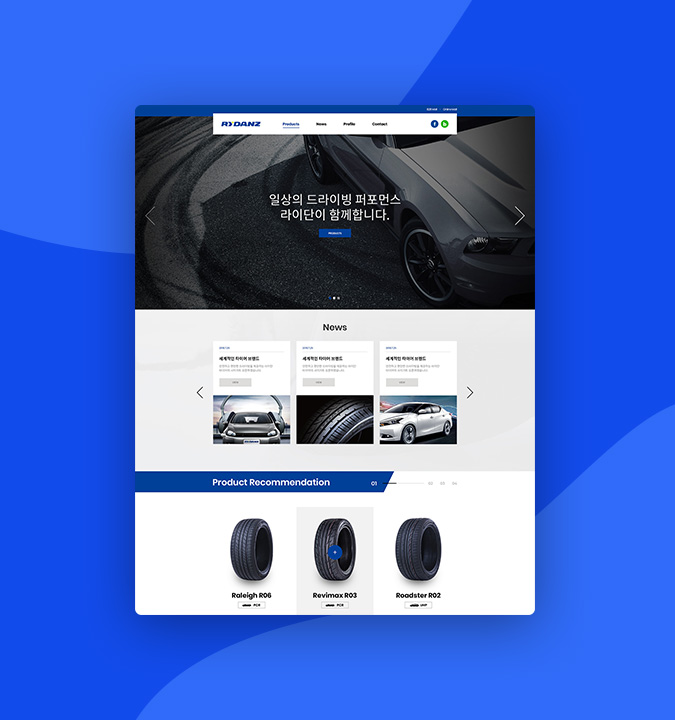 RYDANZ
Products
News
Profile
Contact
일상의 드라이빙 퍼포먼스
라이단이 함께합니다.
PRODUCTS
News
세계적인 타이어 브랜드
세계적인 타이어 브랜드
세계적인 타이어 브랜드
Product Recommendation
01
02
03
04
Raleigh R06
PCR
Revimax R03
PCR
Roadster R02
UHP